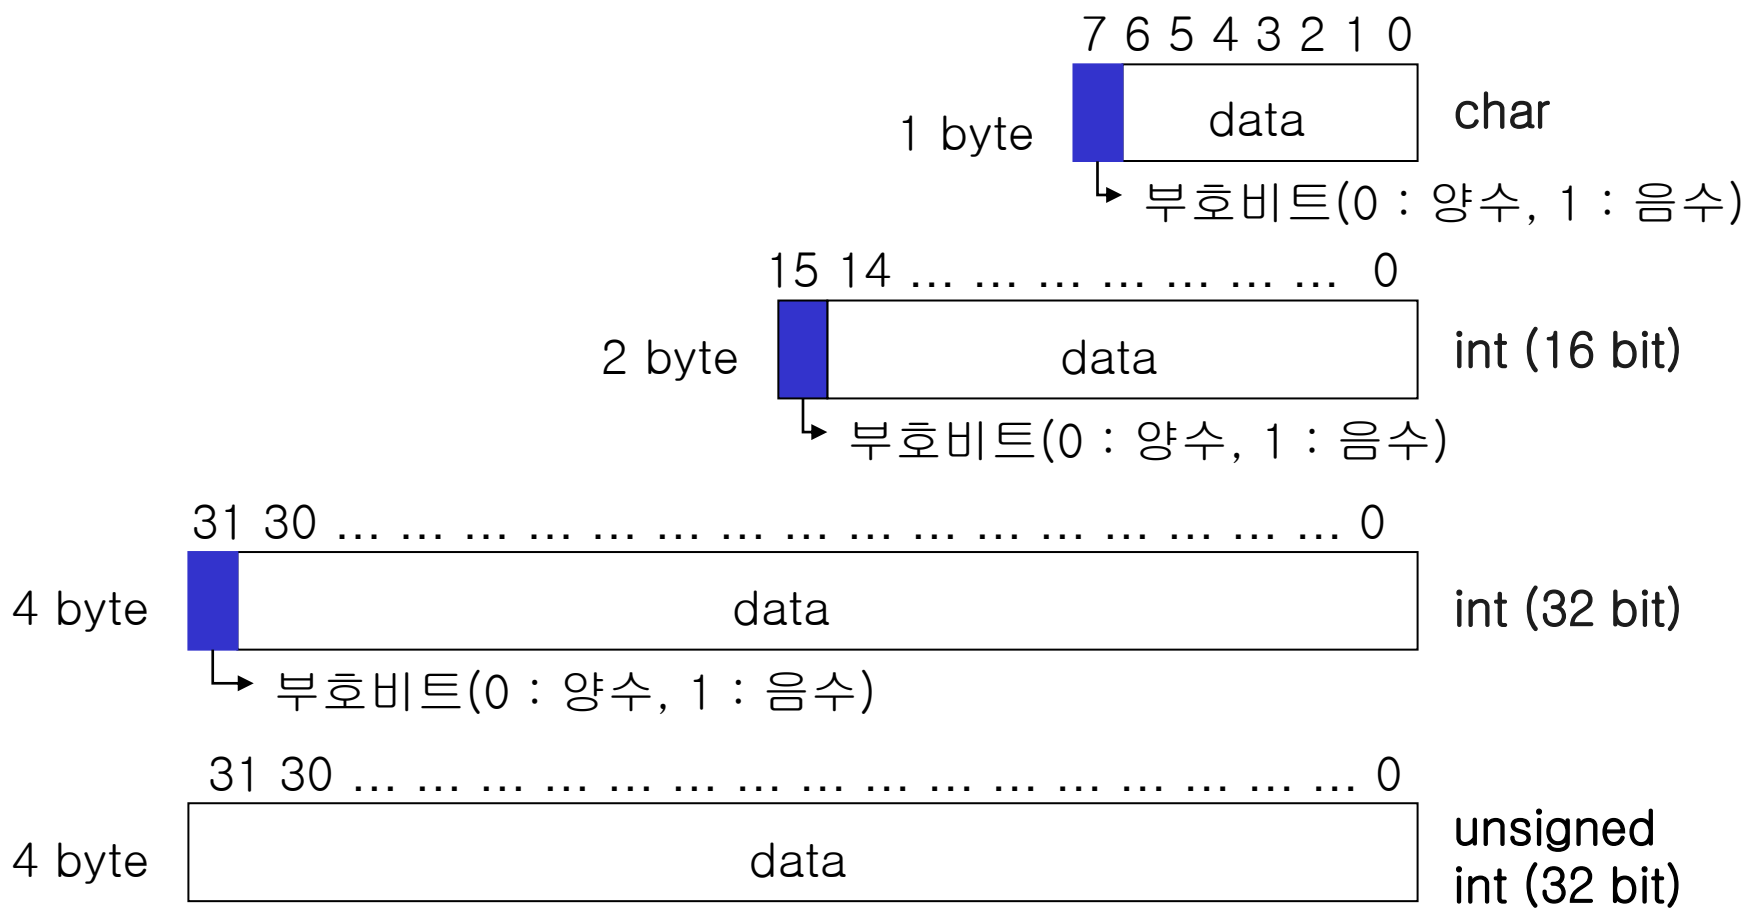 7 6 5 4 3 2 1 0
1 byte data char
부호비트(0 : 양수, 1 : 음수)
15 14 ... ... ... ... ... ... ... 0
2 byte data int (16 bit)
부호비트(0 : 양수, 1 : 음수)
31 30 ... ... ... ... ... ... ... ... ... ... ... ... ... ... ... ... 0
4 byte data int (32 bit)
부호비트(0 : 양수, 1 : 음수)
31 30 ... ... ... ... ... ... ... ... ... ... ... ... ... ... ... ... 0
4 byte data unsigned
int (32 bit)